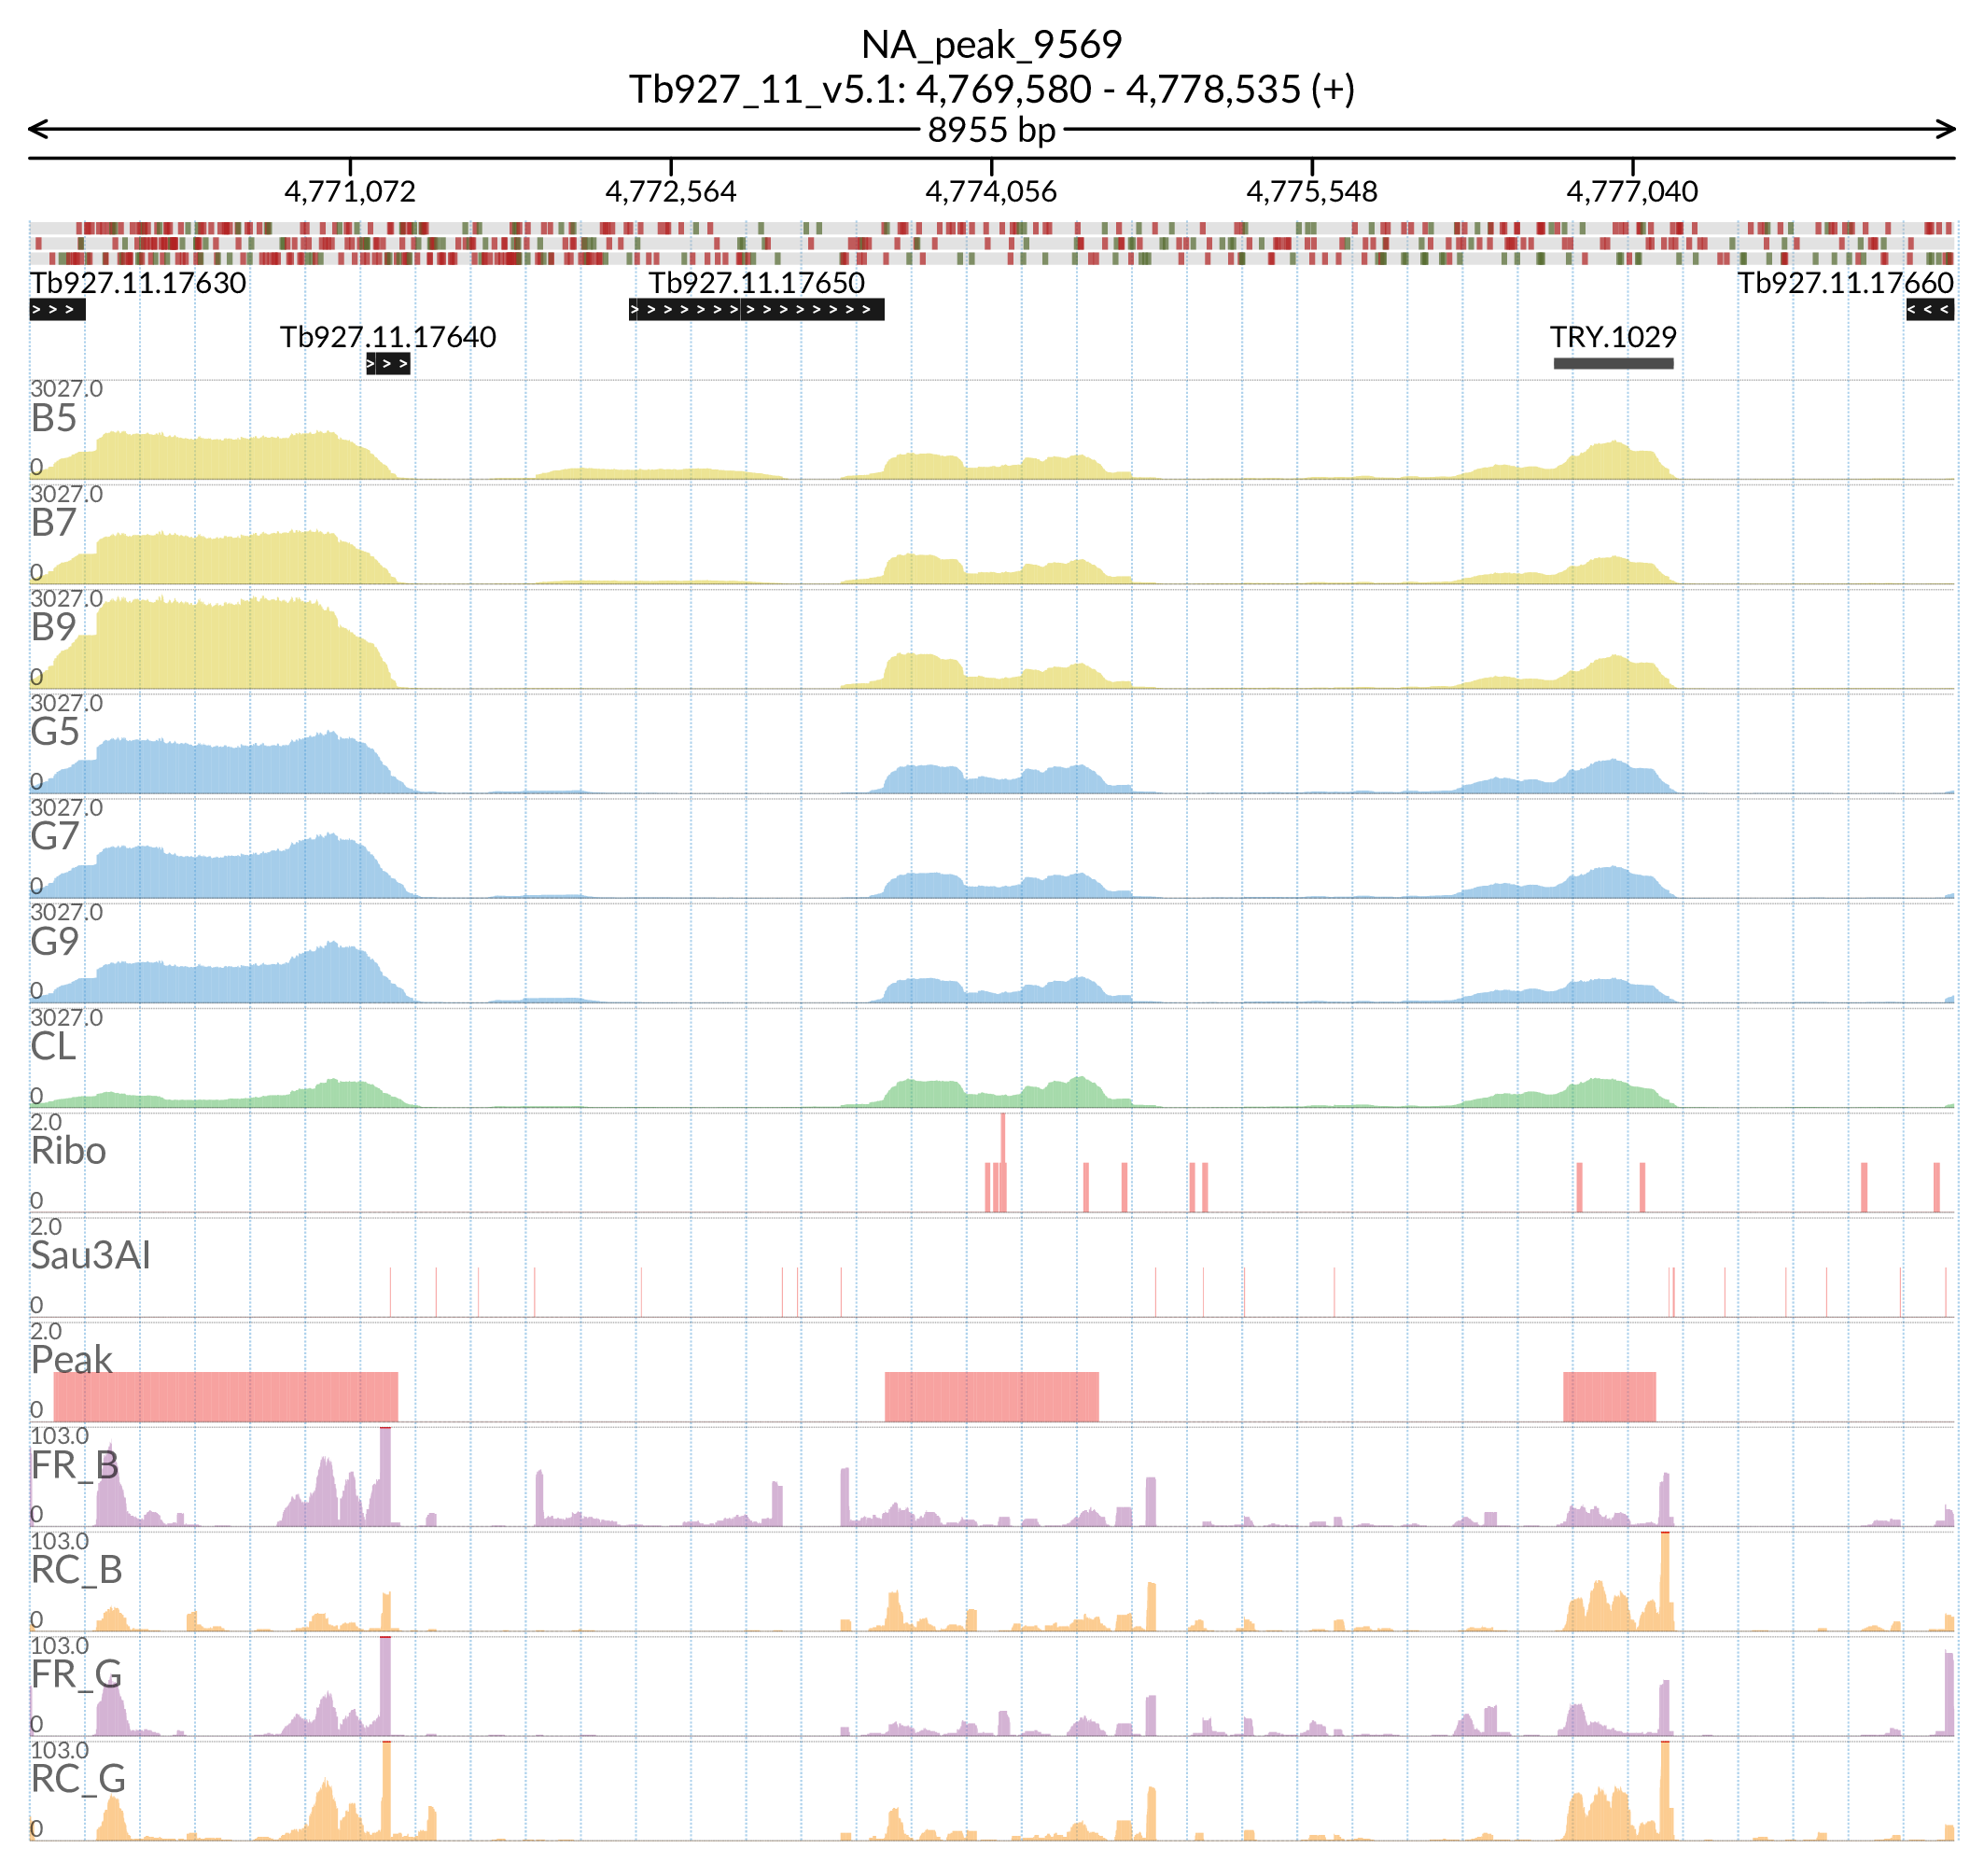 NA_peak_9569
Tb927_11_v5.1: 4,769,580 - 4,778,535 (+)
8955 bp
4,771,072 4,772,564 4,774,056 4,775,548 4,777,040
Tb927.11.17630 Tb927.11.17650 Tb927.11.17660
Tb927.11.17640 TRY.1029
3027.0
B5
0
3027.0
B7
0
3027.0
B9
0
3027.0
G5
0
3027.0
G7
0
3027.0
G9
0
3027.0
CL
0
2.0
Ribo
0
2.0
Sau3AI
0
2.0
Peak
0
103.0
FR_B
0
103.0
RC_B
0
103.0
FR_G
0
103.0
RC_G
0